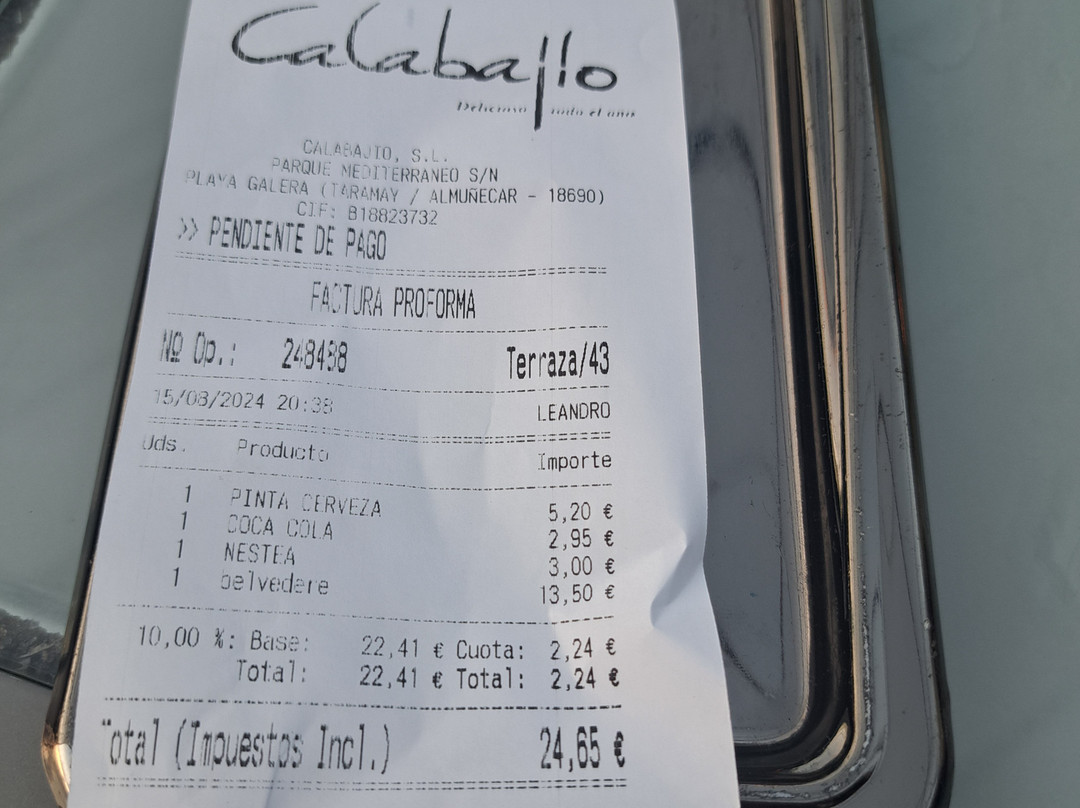 Calabajío
Delicioso todo el año
CALABAJIO, S.L.
PARQUE MEDITERRANEO S/N
PLAYA GALERA (TARAMAY / ALMUÑECAR - 18690)
CIF: B18823732
>> PENDIENTE DE PAGO
FACTURA PROFORMA
Nº Op.: 248498 Terraza/43
15/08/2024 20:38 LEANDRO
Uds. Producto Importe
1 PINTA CERVEZA 5,20 €
1 COCA COLA 2,95 €
1 NESTEA 3,00 €
1 belvedere 13,50 €
10,00 %: Base: 22,41 € Cuota: 2,24 €
Total: 22,41 € Total: 2,24 €
Total (Impuestos Incl.) 24,65 €